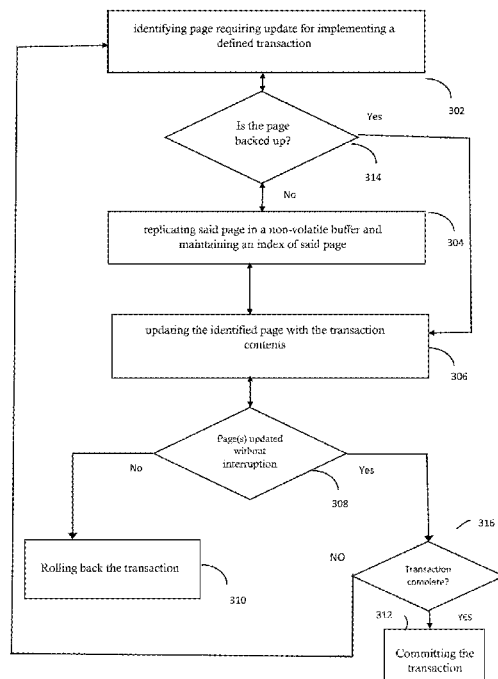 identifying page requiring update for implementing a
defined transaction
302
Is the page
backed up?
Yes
314
No
replicating said page in a non-volatile buffer and
maintaining an index of said page
304
updating the identified page with the transaction
contents
306
Page(s) updated
without
interruption
No
Yes
308
316
Rolling back the transaction
310
NO
Transaction
complete?
312
YES
Committing the
transaction